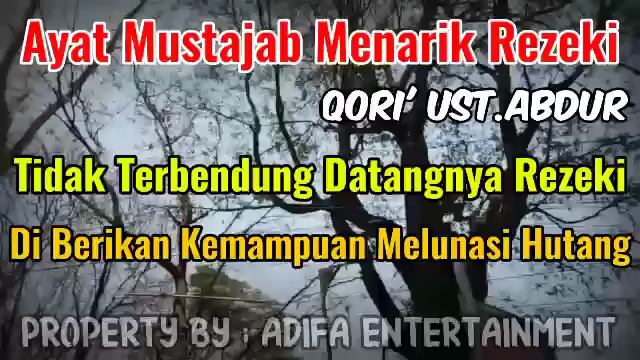 Ayat Mustajab Menarik Rezeki
QORI' UST.ABDUR
Tidak Terbendung Datangnya Rezeki
Di Berikan Kemampuan Melunasi Hutang
PROPERTY BY : ADIFA ENTERTAINMENT